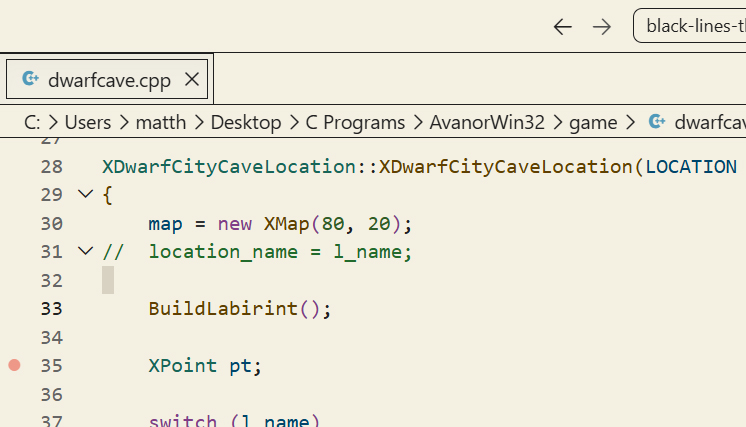 black-lines-t
dwarfcave.cpp
C: > Users > matth > Desktop > C Programs > AvanorWin32 > game > dwarfcav
27
28 XDwarfCityCaveLocation::XDwarfCityCaveLocation(LOCATION
29 {
30 map = new XMap(80, 20);
31 // location_name = l_name;
32
33 BuildLabirint();
34
35 XPoint pt;
36
37 switch (l_name)